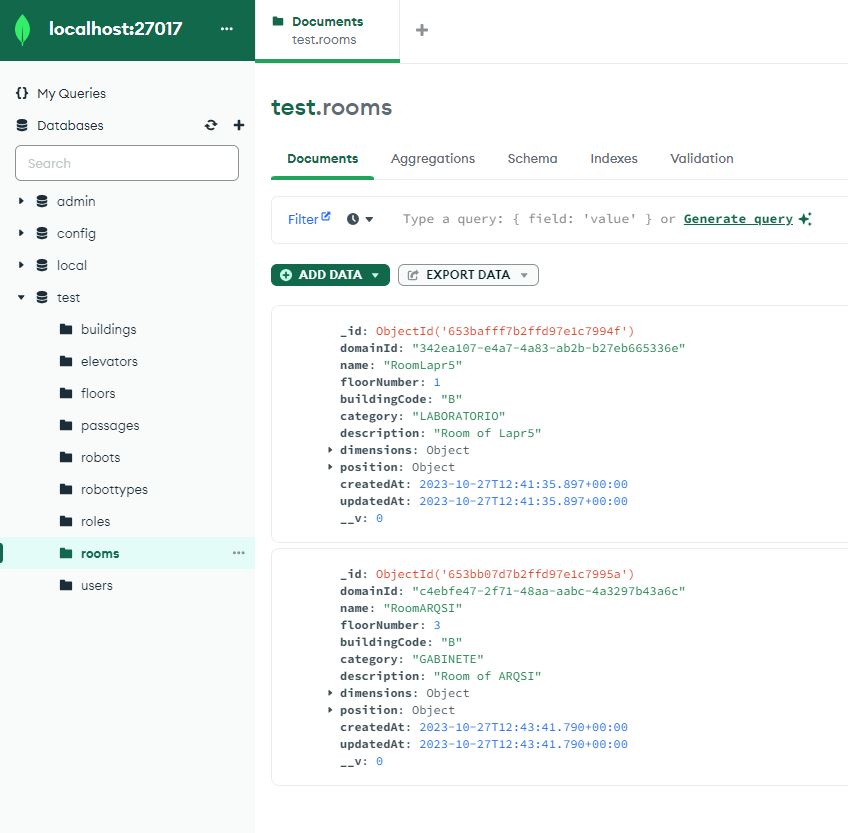 localhost:27017
Documents
test.rooms
{} My Queries
Databases
Search
admin
config
local
test
buildings
elevators
floors
passages
robots
robottypes
roles
rooms
users
test.rooms
Documents Aggregations Schema Indexes Validation
Filter Type a query: { field: 'value' } or Generate query
ADD DATA EXPORT DATA
_id: ObjectId('653bafff7b2ffd97e1c7994f')
domainId: "342ea107-e4a7-4a83-ab2b-b27eb665336e"
name: "RoomLapr5"
floorNumber: 1
buildingCode: "B"
category: "LABORATORIO"
description: "Room of Lapr5"
dimensions: Object
position: Object
createdAt: 2023-10-27T12:41:35.897+00:00
updatedAt: 2023-10-27T12:41:35.897+00:00
__v: 0
_id: ObjectId('653bb07d7b2ffd97e1c7995a')
domainId: "c4ebfe47-2f71-48aa-aabc-4a3297b43a6c"
name: "RoomARQSI"
floorNumber: 3
buildingCode: "B"
category: "GABINETE"
description: "Room of ARQSI"
dimensions: Object
position: Object
createdAt: 2023-10-27T12:43:41.790+00:00
updatedAt: 2023-10-27T12:43:41.790+00:00
__v: 0